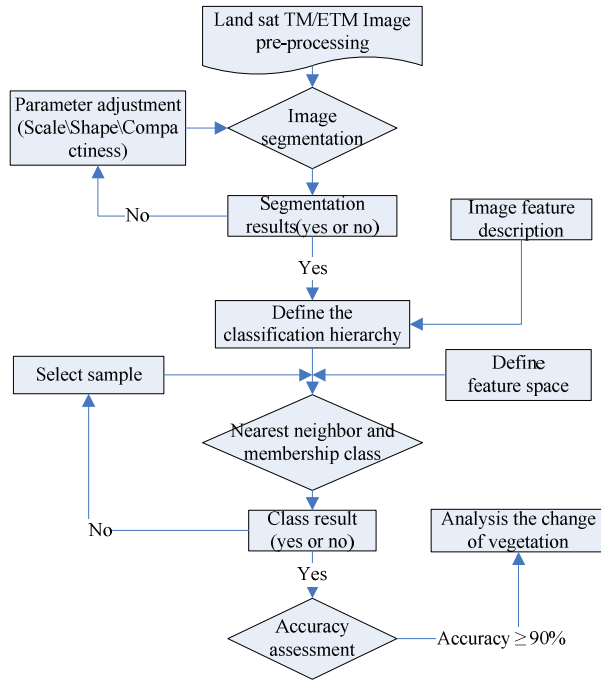 Land sat TM/ETM Image
pre-processing
Parameter adjustment
(Scale\Shape\Compa
ctiness)
Image
segmentation
No
Segmentation
results(yes or no)
Image feature
description
Yes
Define the
classification hierarchy
Select sample
Define
feature space
Nearest neighbor and
membership class
No
Class result
(yes or no)
Analysis the change
of vegetation
Yes
Accuracy
assessment
Accuracy ≥ 90%